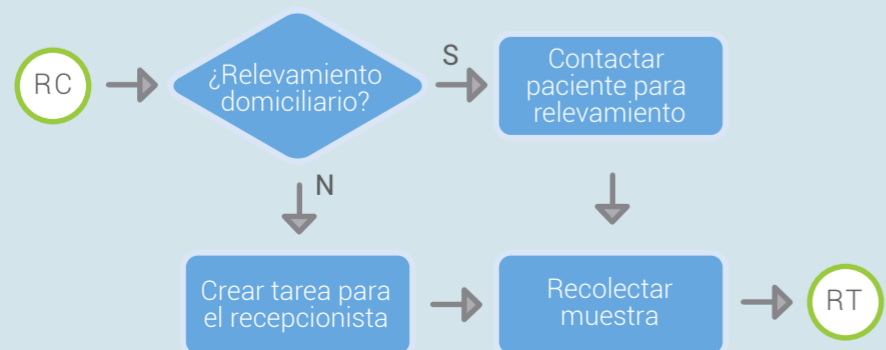 RC
¿Relevamiento
domiciliario?
S
Contactar
paciente para
relevamiento
N
Crear tarea para
el recepcionista
Recolectar
muestra
RT